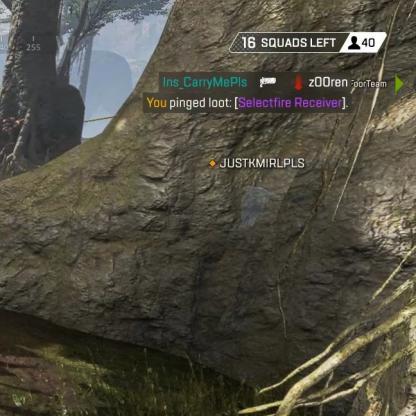 255
16 SQUADS LEFT 40
Ins_CarryMePls z00ren
You pinged loot: [Selectfire Receiver].
JUSTKMIRLPLS